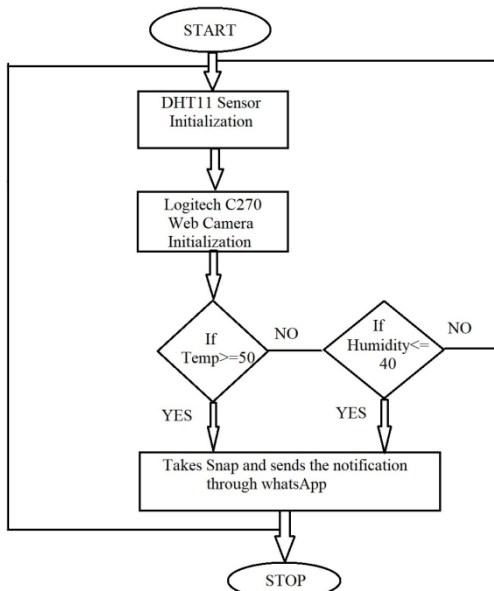 START
DHT11 Sensor
Initialization
Logitech C270
Web Camera
Initialization
If
Temp>=50
NO
If
Humidity<=
40
NO
YES
YES
Takes Snap and sends the notification
through whatsApp
STOP